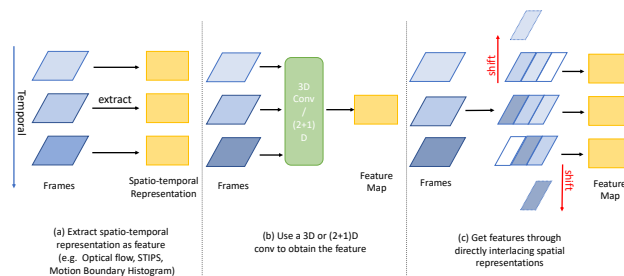 Temporal
extract
Frames
Spatio-temporal
Representation
(a) Extract spatio-temporal
representation as feature
(e.g. Optical flow, STIPS,
Motion Boundary Histogram)
3D
Conv
/
(2+1)
D
Frames
Feature
Map
(b) Use a 3D or (2+1)D
conv to obtain the feature
shift
Frames
shift
Feature
Map
(c) Get features through
directly interlacing spatial
representations